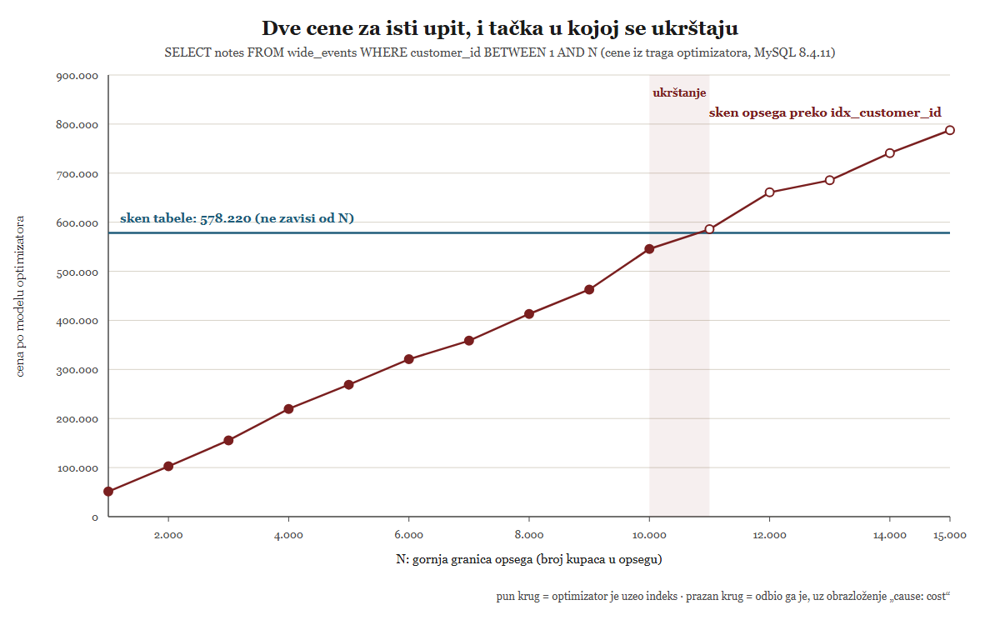 Dve cene za isti upit, i tačka u kojoj se ukrštaju
SELECT notes FROM wide_events WHERE customer_id BETWEEN 1 AND N (cene iz traga optimizatora, MySQL 8.4.11)
900.000
800.000
700.000
600.000
500.000
400.000
300.000
200.000
100.000
0
cena po modelu optimizatora
ukrštanje
sken opsega preko idx_customer_id
sken tabele: 578.220 (ne zavisi od N)
2.000
4.000
6.000
8.000
10.000
12.000
14.000
15.000
N: gornja granica opsega (broj kupaca u opsegu)
pun krug = optimizator je uzeo indeks · prazan krug = odbio ga je, uz obrazloženje „cause: cost“